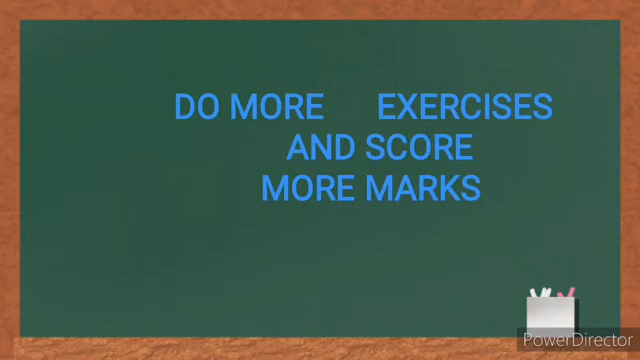 DO MORE EXERCISES
AND SCORE
MORE MARKS
PowerDirector